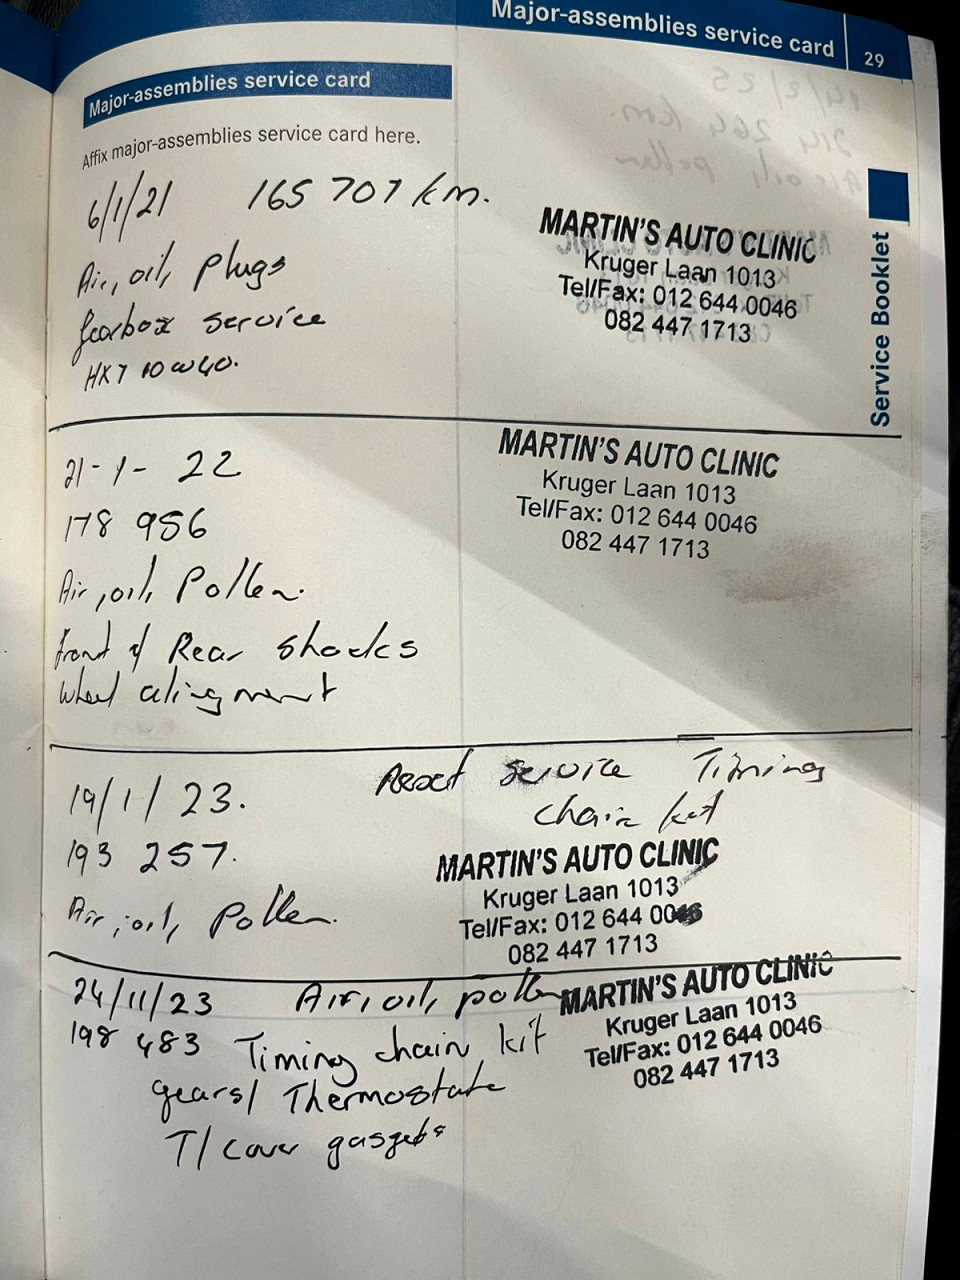 Major-assemblies service card 29
Major-assemblies service card
Affix major-assemblies service card here.
6/1/21 165 707 km.
Air, oil, plugs
Gearbox service
HX7 10w40.
MARTIN'S AUTO CLINIC
Kruger Laan 1013
Tel/Fax: 012 644 0046
082 447 1713
Service Booklet
21-1-22
178 956
Air, oil, Pollen.
Front & Rear shocks
Wheel alingment
MARTIN'S AUTO CLINIC
Kruger Laan 1013
Tel/Fax: 012 644 0046
082 447 1713
19/1/23.
193 257.
Air, oil, Pollen.
Reset service Timing
chain kit
MARTIN'S AUTO CLINIC
Kruger Laan 1013
Tel/Fax: 012 644 0046
082 447 1713
24/11/23 Air, oil, pollen
198 483 Timing chain kit
gears/ Thermostate
T/cover gasgets
MARTIN'S AUTO CLINIC
Kruger Laan 1013
Tel/Fax: 012 644 0046
082 447 1713